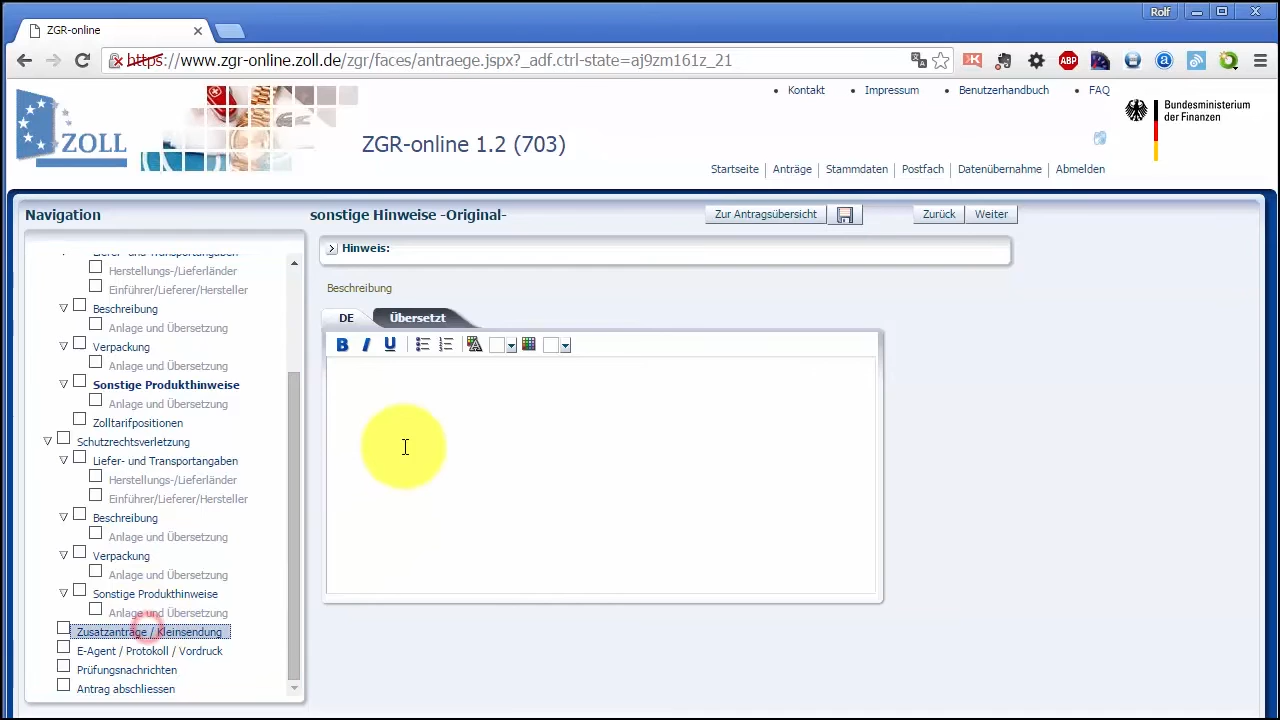 Rolf
ZGR-online
https://www.zgr-online.zoll.de/zgr/faces/antraege.jspx?_adf.ctrl-state=aj9zm161z_21
ABP
Kontakt
Impressum
Benutzerhandbuch
FAQ
ZOLL
ZGR-online 1.2 (703)
Bundesministerium
der Finanzen
Startseite
Anträge
Stammdaten
Postfach
Datenübernahme
Abmelden
Navigation
sonstige Hinweise -Original-
Zur Antragsübersicht
Zurück
Weiter
Hinweis:
Liefer- und Transportangaben
Herstellungs-/Lieferländer
Einführer/Lieferer/Hersteller
Beschreibung
Anlage und Übersetzung
Verpackung
Anlage und Übersetzung
Sonstige Produkthinweise
Anlage und Übersetzung
Zolltarifpositionen
Schutzrechtsverletzung
Liefer- und Transportangaben
Herstellungs-/Lieferländer
Einführer/Lieferer/Hersteller
Beschreibung
Anlage und Übersetzung
Verpackung
Anlage und Übersetzung
Sonstige Produkthinweise
Anlage und Übersetzung
Zusatzanträge / Kleinsendung
E-Agent / Protokoll / Vordruck
Prüfungsnachrichten
Antrag abschliessen
Beschreibung
DE
Übersetzt
B I U